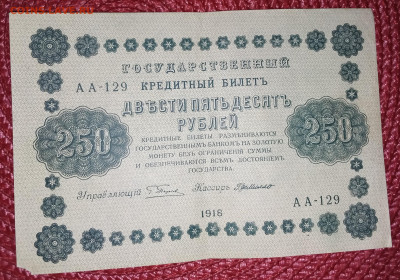 ГОСУДАРСТВЕННЫЙ
АА-129 КРЕДИТНЫЙ БИЛЕТЪ
ДВѢСТИ ПЯТЬДЕСЯТЪ
РУБЛЕЙ
250 250
КРЕДИТНЫЕ БИЛЕТЫ РАЗМѢНИВАЮТСЯ
ГОСУДАРСТВЕННЫМЪ БАНКОМЪ НА ЗОЛОТУЮ
МОНЕТУ БЕЗЪ ОГРАНИЧЕНІЯ СУММЫ
И ОБЕЗПЕЧИВАЮТСЯ ВСѢМЪ ДОСТОЯНІЕМЪ
ГОСУДАРСТВА.
Управляющій Кассиръ
1918 АА-129